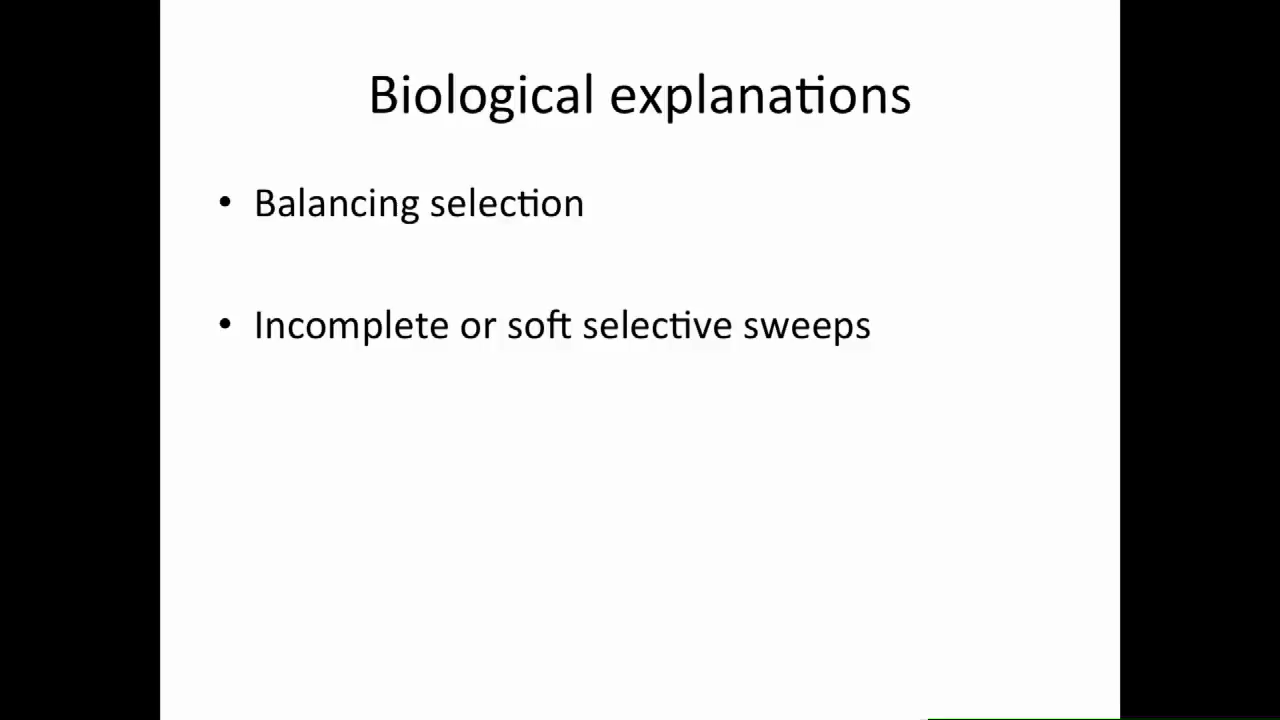 Biological explanations
• Balancing selection
• Incomplete or soft selective sweeps